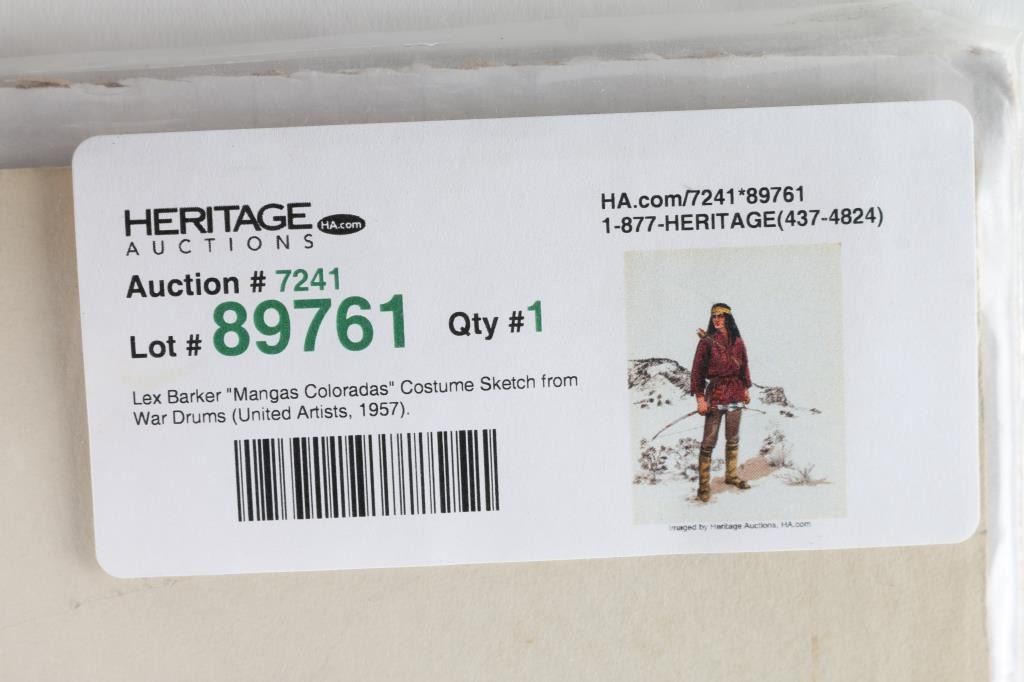 HERITAGE HA.com
AUCTIONS
Auction # 7241
Lot # 89761 Qty #1
Lex Barker "Mangas Coloradas" Costume Sketch from
War Drums (United Artists, 1957).
HA.com/7241*89761
1-877-HERITAGE(437-4824)
Imaged by Heritage Auctions, HA.com